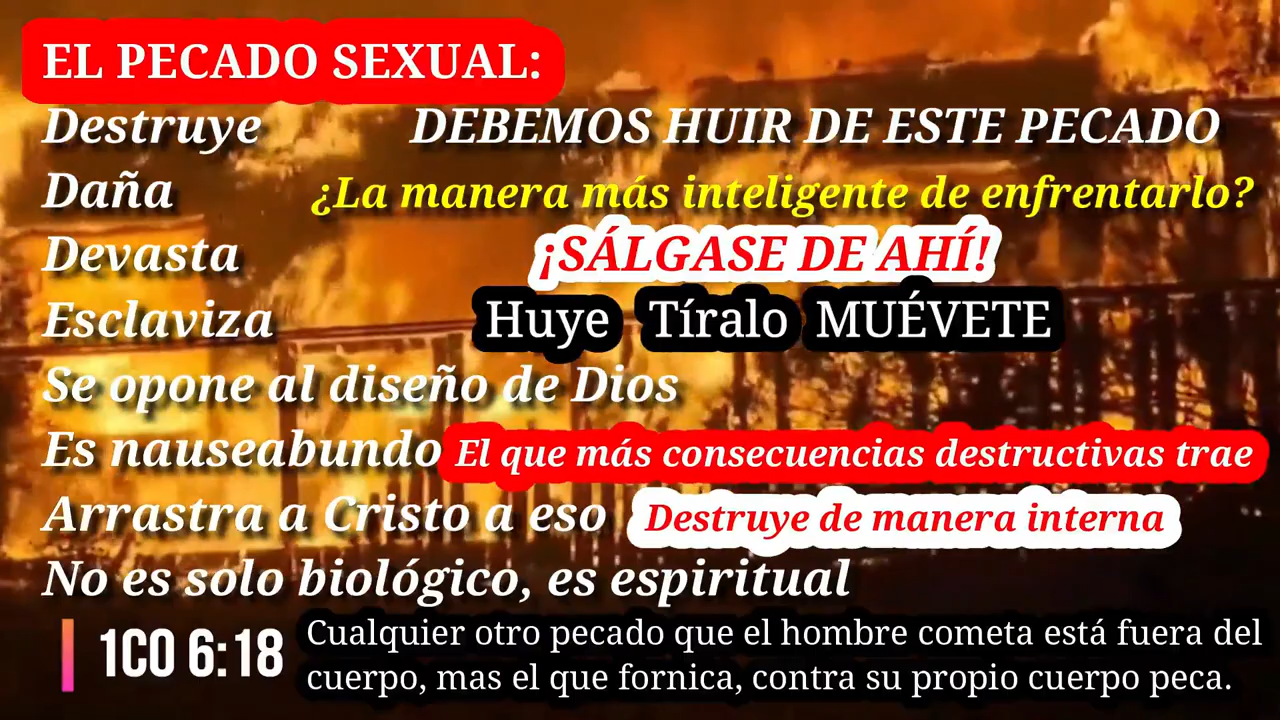 EL PECADO SEXUAL:
Destruye DEBEMOS HUIR DE ESTE PECADO
Daña ¿La manera más inteligente de enfrentarlo?
Devasta ¡SÁLGASE DE AHÍ!
Esclaviza Huye Tíralo MUÉVETE
Se opone al diseño de Dios
Es nauseabundo El que más consecuencias destructivas trae
Arrastra a Cristo a eso Destruye de manera interna
No es solo biológico, es espiritual
1CO 6:18 Cualquier otro pecado que el hombre cometa está fuera del
cuerpo, mas el que fornica, contra su propio cuerpo peca.